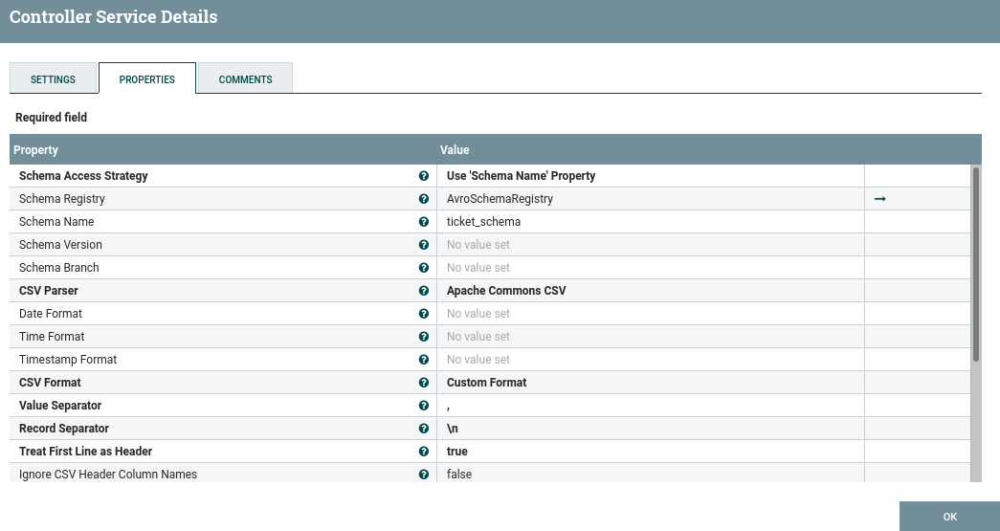 Controller Service Details
SETTINGS PROPERTIES COMMENTS
Required field
Property Value
Schema Access Strategy Use 'Schema Name' Property
Schema Registry AvroSchemaRegistry
Schema Name ticket_schema
Schema Version No value set
Schema Branch No value set
CSV Parser Apache Commons CSV
Date Format No value set
Time Format No value set
Timestamp Format No value set
CSV Format Custom Format
Value Separator ,
Record Separator \n
Treat First Line as Header true
Ignore CSV Header Column Names false
OK